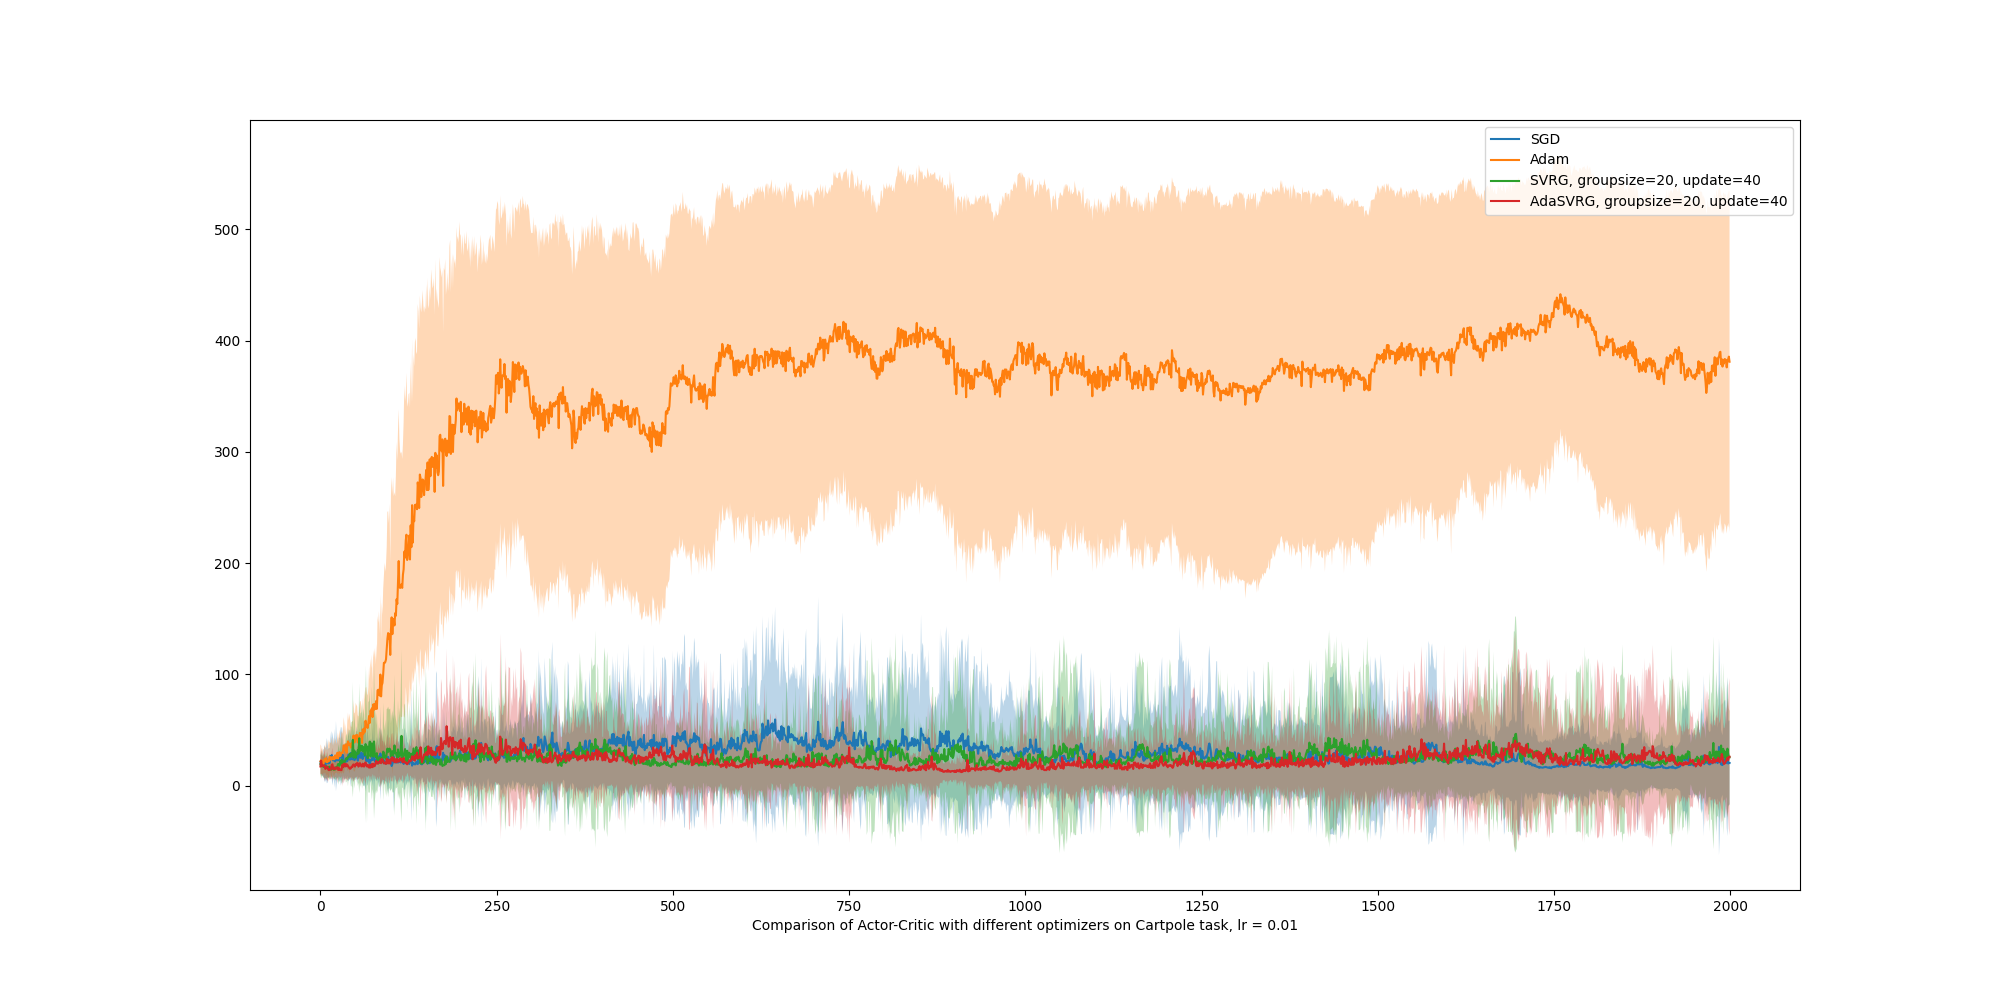 SGD
Adam
SVRG, groupsize=20, update=40
AdaSVRG, groupsize=20, update=40
500
400
300
200
100
0
0 250 500 750 1000 1250 1500 1750 2000
Comparison of Actor-Critic with different optimizers on Cartpole task, lr = 0.01